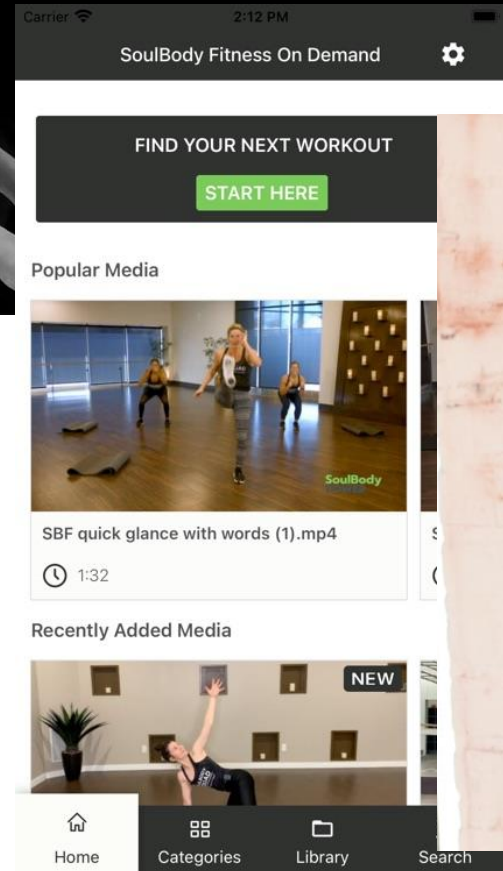 Carrier 2:12 PM
SoulBody Fitness On Demand
FIND YOUR NEXT WORKOUT
START HERE
Popular Media
SoulBody
SBF quick glance with words (1).mp4
1:32
Recently Added Media
NEW
Home Categories Library Search